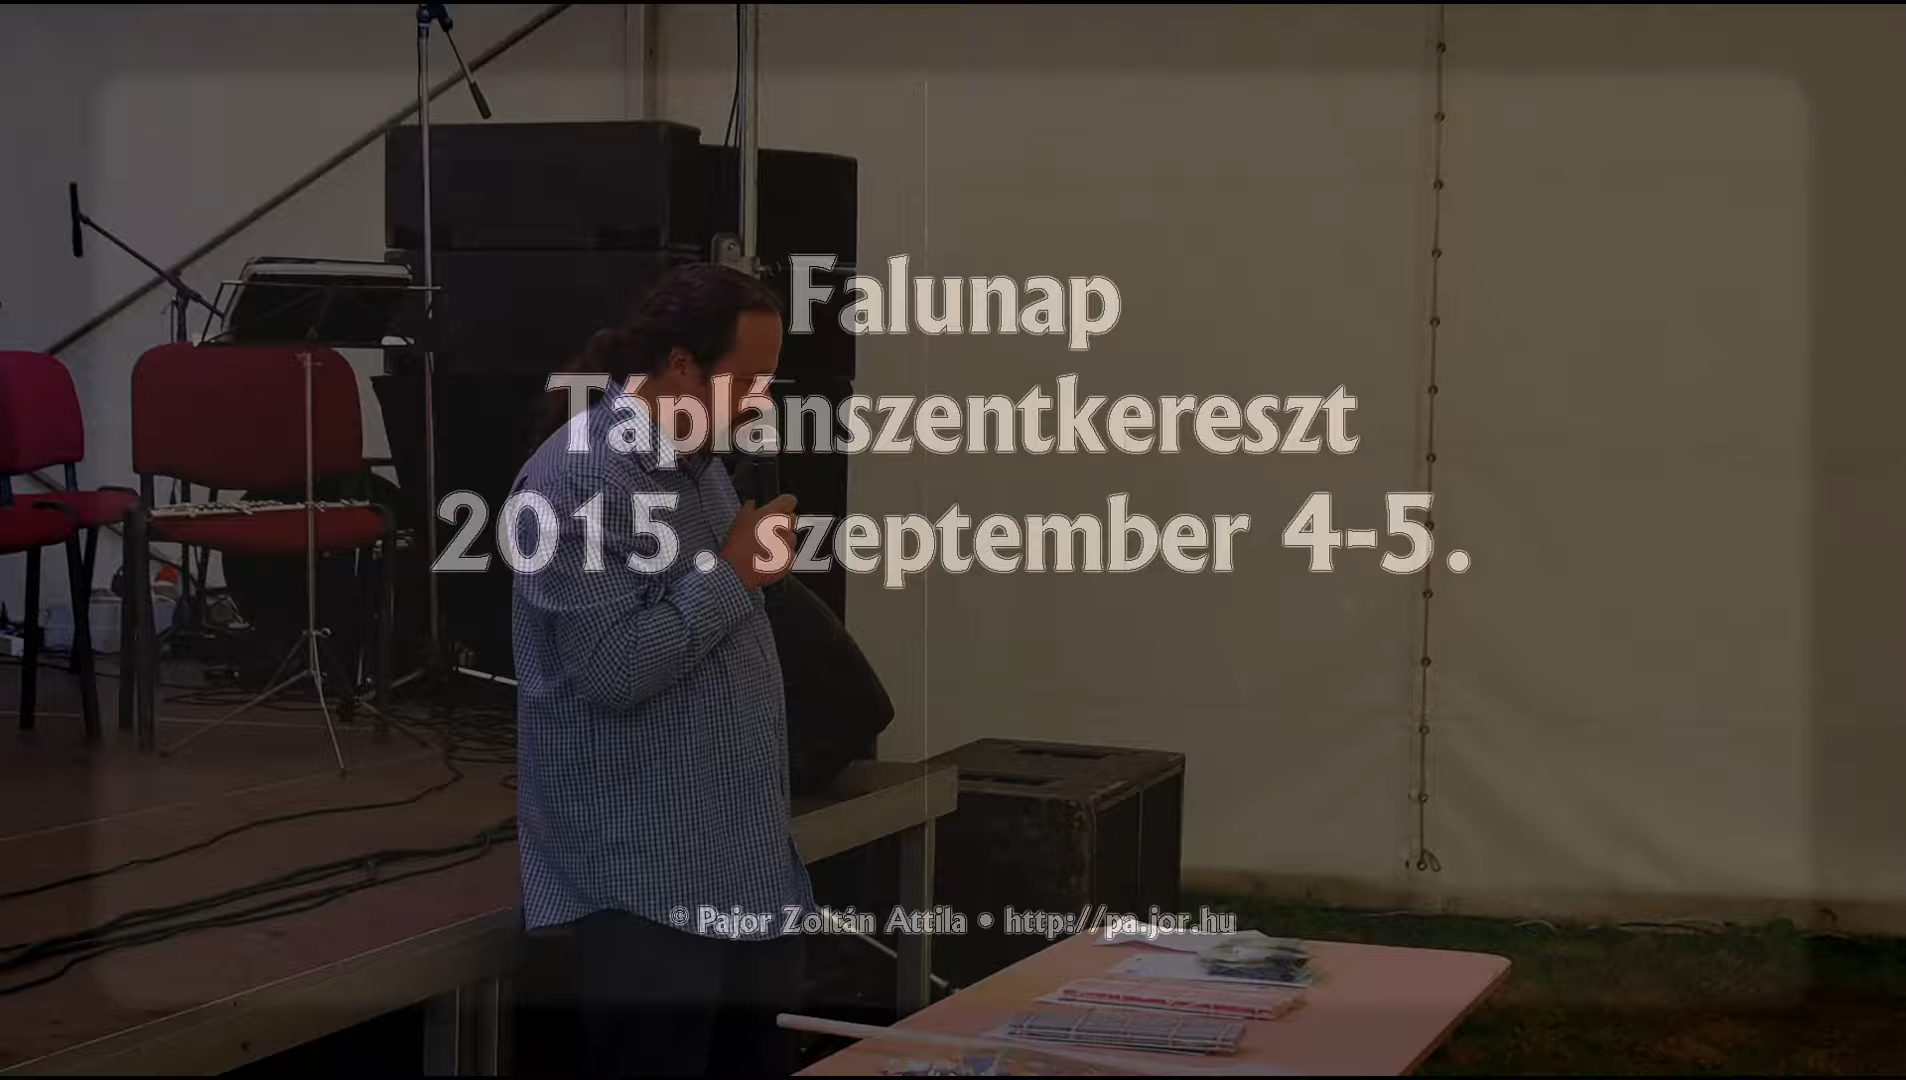 Falunap
Táplánszentkereszt
2015. szeptember 4-5.
© Pajor Zoltán Attila • http://pa.jor.hu